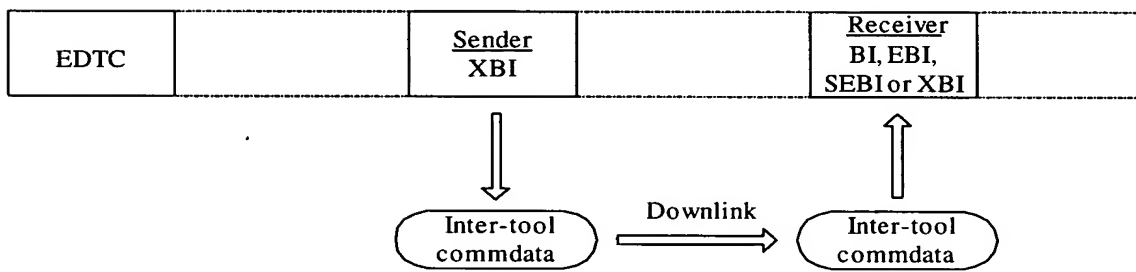 EDTC
Sender
XBI
Receiver
BI, EBI,
SEBI or XBI
Downlink
Inter-tool
commdata
Inter-tool
commdata